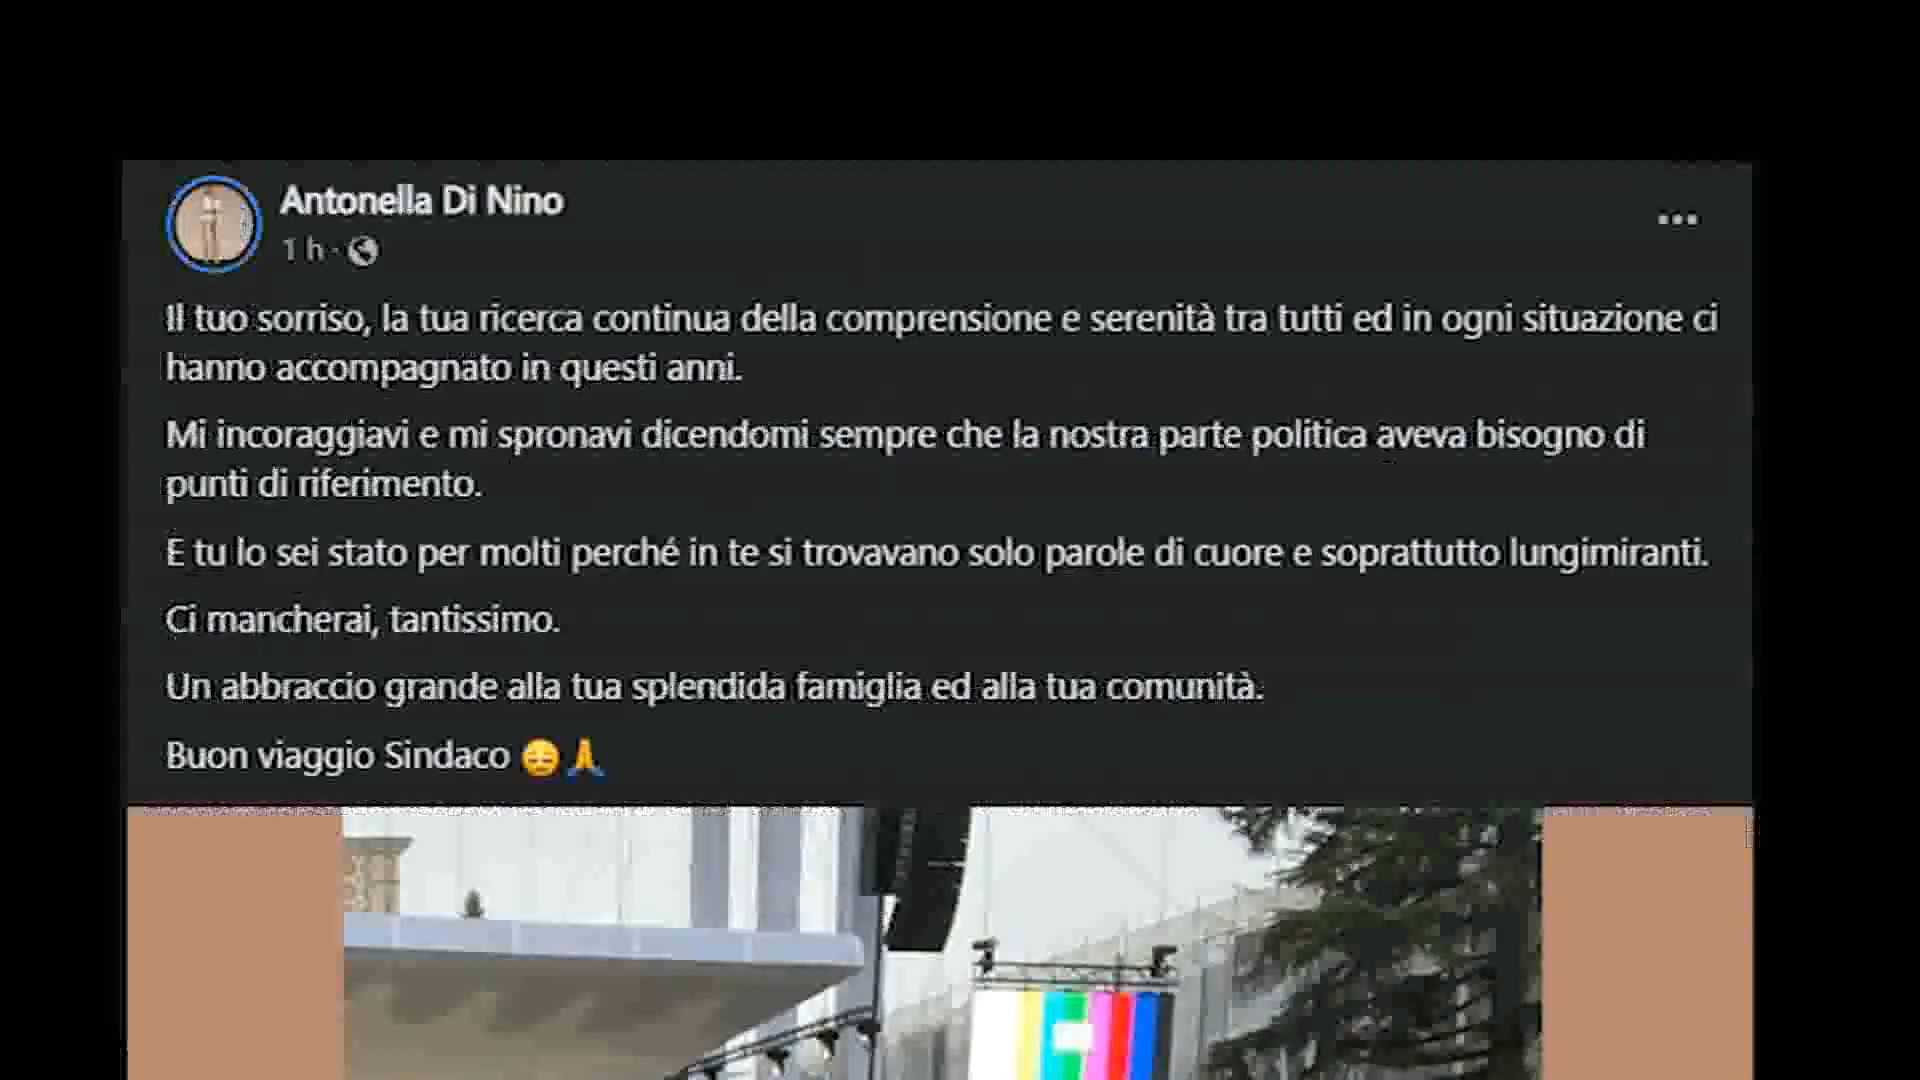 Antonella Di Nino
1 h ·
Il tuo sorriso, la tua ricerca continua della comprensione e serenità tra tutti ed in ogni situazione ci
hanno accompagnato in questi anni.
Mi incoraggiavi e mi spronavi dicendomi sempre che la nostra parte politica aveva bisogno di
punti di riferimento.
E tu lo sei stato per molti perché in te si trovavano solo parole di cuore e soprattutto lungimiranti.
Ci mancherai, tantissimo.
Un abbraccio grande alla tua splendida famiglia ed alla tua comunità.
Buon viaggio Sindaco 😔🙏